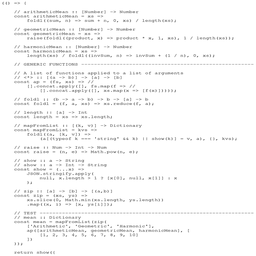 (() => {
// arithmeticMean :: [Number] -> Number
const arithmeticMean = xs =>
foldl((sum, n) => sum + n, 0, xs) / length(xs);
// geometricMean :: [Number] -> Number
const geometricMean = xs =>
raise(foldl((product, x) => product * x, 1, xs), 1 / length(xs));
// harmonicMean :: [Number] -> Number
const harmonicMean = xs =>
length(xs) / foldl((invSum, n) => invSum + (1 / n), 0, xs);
// GENERIC FUNCTIONS
// A list of functions applied to a list of arguments
// <*> :: [(a -> b)] -> [a] -> [b]
const ap = (fs, xs) => //
[].concat.apply([], fs.map(f => //
[].concat.apply([], xs.map(x => [f(x)]))));
// foldl :: (b -> a -> b) -> b -> [a] -> b
const foldl = (f, a, xs) => xs.reduce(f, a);
// length :: [a] -> Int
const length = xs => xs.length;
// mapFromList :: [(k, v)] -> Dictionary
const mapFromList = kvs =>
foldl((a, [k, v]) =>
// raise :: Num -> Int -> Num
const raise = (n, e) => Math.pow(n, e);
// show :: a -> String
// show :: a -> Int -> String
const show = (...x) =>
JSON.stringify.apply(
null, x.length > 1 ? [x[0], null, x[1]] : x
);
// zip :: [a] -> [b] -> [(a,b)]
const zip = (xs, ys) =>
xs.slice(0, Math.min(xs.length, ys.length))
.map((x, i) => [x, ys[i]]);
// TEST
// mean :: Dictionary
const mean = mapFromList(zip(
['Arithmetic', 'Geometric', 'Harmonic'],
ap([arithmeticMean, geometricMean, harmonicMean], [
[1, 2, 3, 4, 5, 6, 7, 8, 9, 10]
])
));
return show(